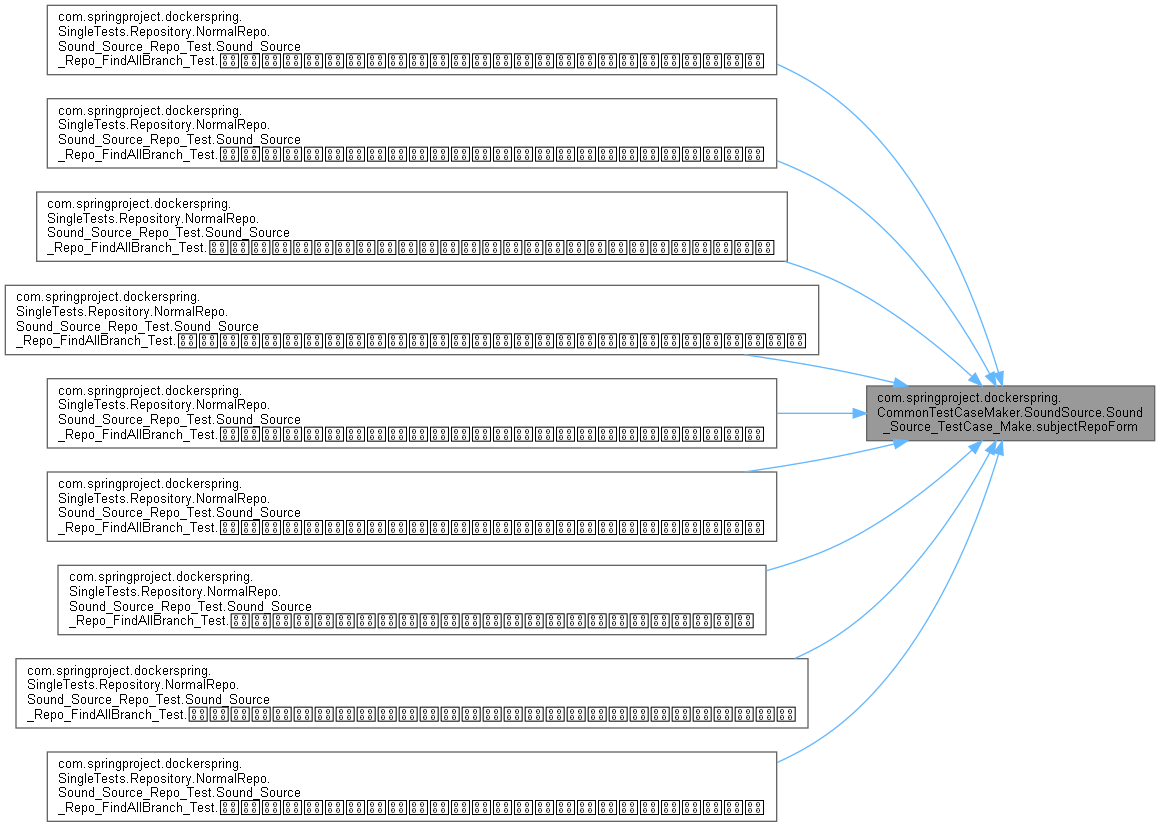 com.springproject.dockerspring.
SingleTests.Repository.NormalRepo.
Sound_Source_Repo_Test.Sound_Source
_Repo_FindAllBranch_Test.
com.springproject.dockerspring.
SingleTests.Repository.NormalRepo.
Sound_Source_Repo_Test.Sound_Source
_Repo_FindAllBranch_Test.
com.springproject.dockerspring.
SingleTests.Repository.NormalRepo.
Sound_Source_Repo_Test.Sound_Source
_Repo_FindAllBranch_Test.
com.springproject.dockerspring.
SingleTests.Repository.NormalRepo.
Sound_Source_Repo_Test.Sound_Source
_Repo_FindAllBranch_Test.
com.springproject.dockerspring.
SingleTests.Repository.NormalRepo.
Sound_Source_Repo_Test.Sound_Source
_Repo_FindAllBranch_Test.
com.springproject.dockerspring.
SingleTests.Repository.NormalRepo.
Sound_Source_Repo_Test.Sound_Source
_Repo_FindAllBranch_Test.
com.springproject.dockerspring.
SingleTests.Repository.NormalRepo.
Sound_Source_Repo_Test.Sound_Source
_Repo_FindAllBranch_Test.
com.springproject.dockerspring.
SingleTests.Repository.NormalRepo.
Sound_Source_Repo_Test.Sound_Source
_Repo_FindAllBranch_Test.
com.springproject.dockerspring.
SingleTests.Repository.NormalRepo.
Sound_Source_Repo_Test.Sound_Source
_Repo_FindAllBranch_Test.
com.springproject.dockerspring.
CommonTestCaseMaker.SoundSource.Sound
_Source_TestCase_Make.subjectRepoForm